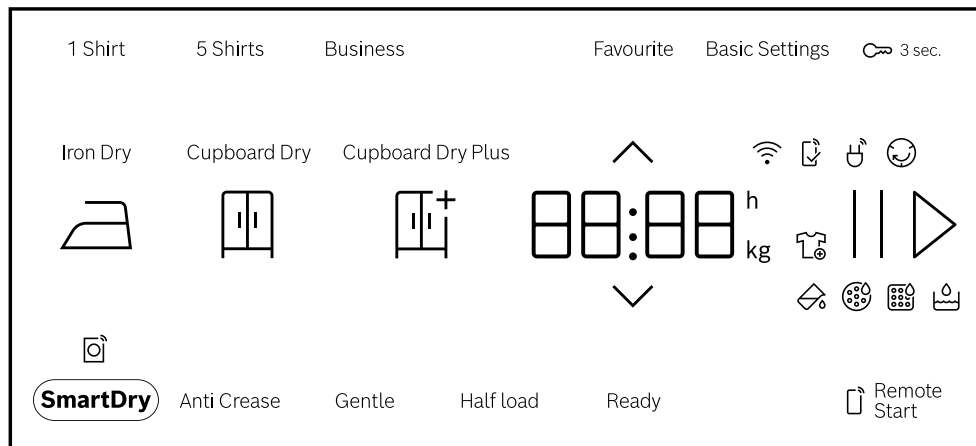 1 Shirt 5 Shirts Business Favourite Basic Settings 3 sec.
Iron Dry Cupboard Dry Cupboard Dry Plus
88:88 h
kg
SmartDry Anti Crease Gentle Half load Ready Remote
Start